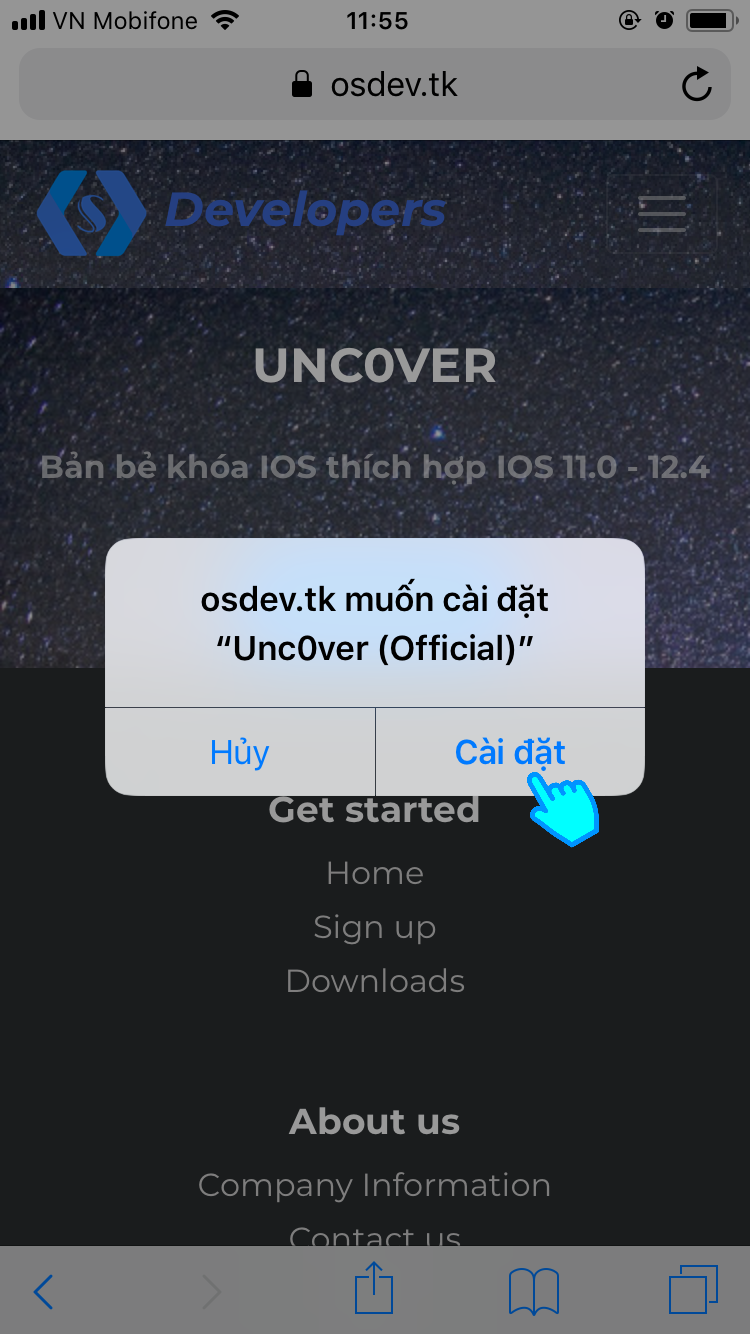 VN Mobifone 11:55
osdev.tk
S Developers
UNC0VER
Bản bẻ khóa IOS thích hợp IOS 11.0 - 12.4
osdev.tk muốn cài đặt
“Unc0ver (Official)”
Hủy Cài đặt
Get started
Home
Sign up
Downloads
About us
Company Information
Contact us